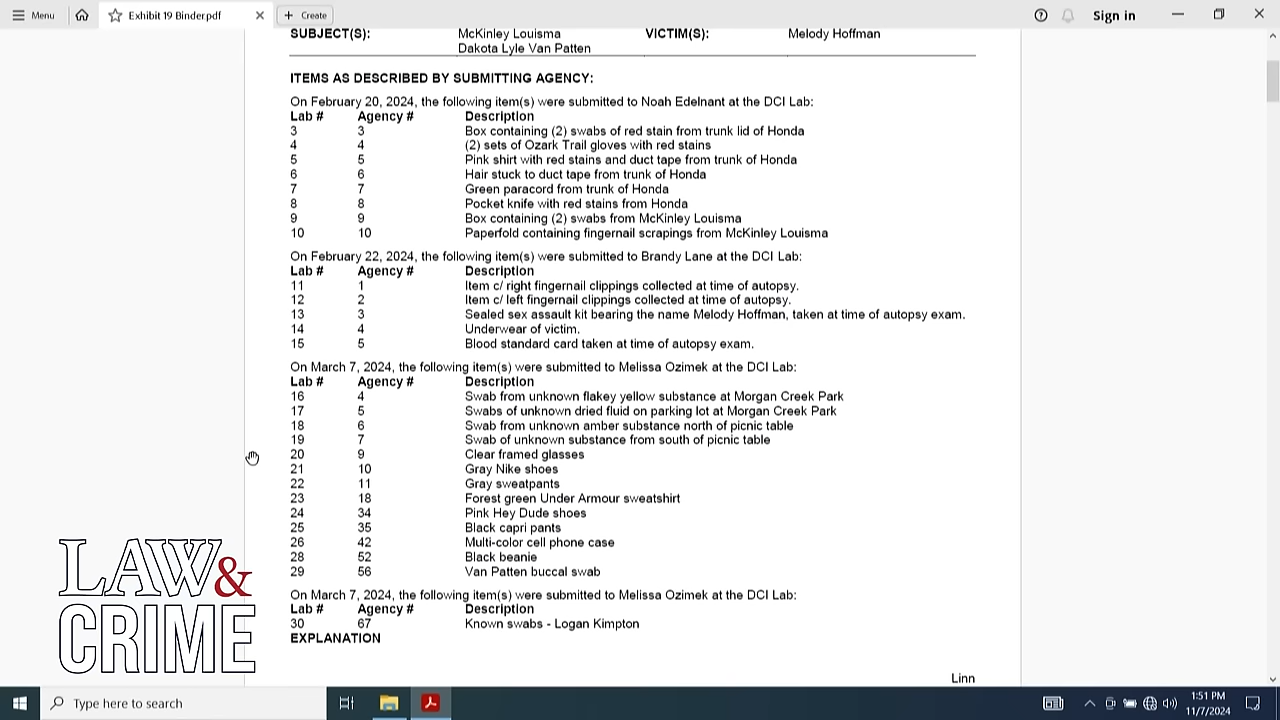 Menu
Exhibit 19 Binder.pdf
Create
Sign in
SUBJECT(S): McKinley Louisma VICTIM(S): Melody Hoffman
Dakota Lyle Van Patten
ITEMS AS DESCRIBED BY SUBMITTING AGENCY:
On February 20, 2024, the following item(s) were submitted to Noah Edelnant at the DCI Lab:
Lab # Agency # Description
3 3 Box containing (2) swabs of red stain from trunk lid of Honda
4 4 (2) sets of Ozark Trail gloves with red stains
5 5 Pink shirt with red stains and duct tape from trunk of Honda
6 6 Hair stuck to duct tape from trunk of Honda
7 7 Green paracord from trunk of Honda
8 8 Pocket knife with red stains from Honda
9 9 Box containing (2) swabs from McKinley Louisma
10 10 Paperfold containing fingernail scrapings from McKinley Louisma
On February 22, 2024, the following item(s) were submitted to Brandy Lane at the DCI Lab:
Lab # Agency # Description
11 1 Item c/ right fingernail clippings collected at time of autopsy.
12 2 Item c/ left fingernail clippings collected at time of autopsy.
13 3 Sealed sex assault kit bearing the name Melody Hoffman, taken at time of autopsy exam.
14 4 Underwear of victim.
15 5 Blood standard card taken at time of autopsy exam.
On March 7, 2024, the following item(s) were submitted to Melissa Ozimek at the DCI Lab:
Lab # Agency # Description
16 4 Swab from unknown flakey yellow substance at Morgan Creek Park
17 5 Swabs of unknown dried fluid on parking lot at Morgan Creek Park
18 6 Swab from unknown amber substance north of picnic table
19 7 Swab of unknown substance from south of picnic table
20 9 Clear framed glasses
21 10 Gray Nike shoes
22 11 Gray sweatpants
23 18 Forest green Under Armour sweatshirt
24 34 Pink Hey Dude shoes
25 35 Black capri pants
26 42 Multi-color cell phone case
28 52 Black beanie
29 56 Van Patten buccal swab
On March 7, 2024, the following item(s) were submitted to Melissa Ozimek at the DCI Lab:
Lab # Agency # Description
30 67 Known swabs - Logan Kimpton
EXPLANATION
Linn
LAW&
CRIME
Type here to search
1:51 PM
11/7/2024